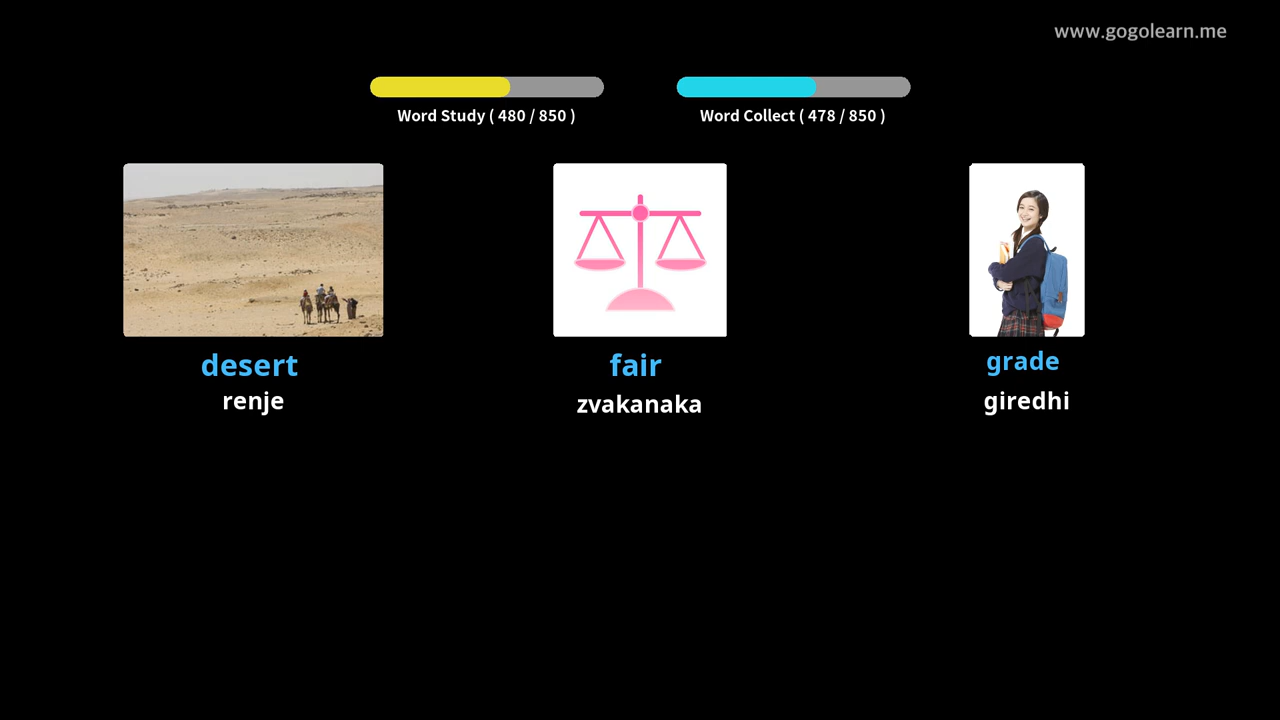 www.gogolearn.me
Word Study ( 480 / 850 )
Word Collect ( 478 / 850 )
desert
fair
grade
renje
zvakanaka
giredhi